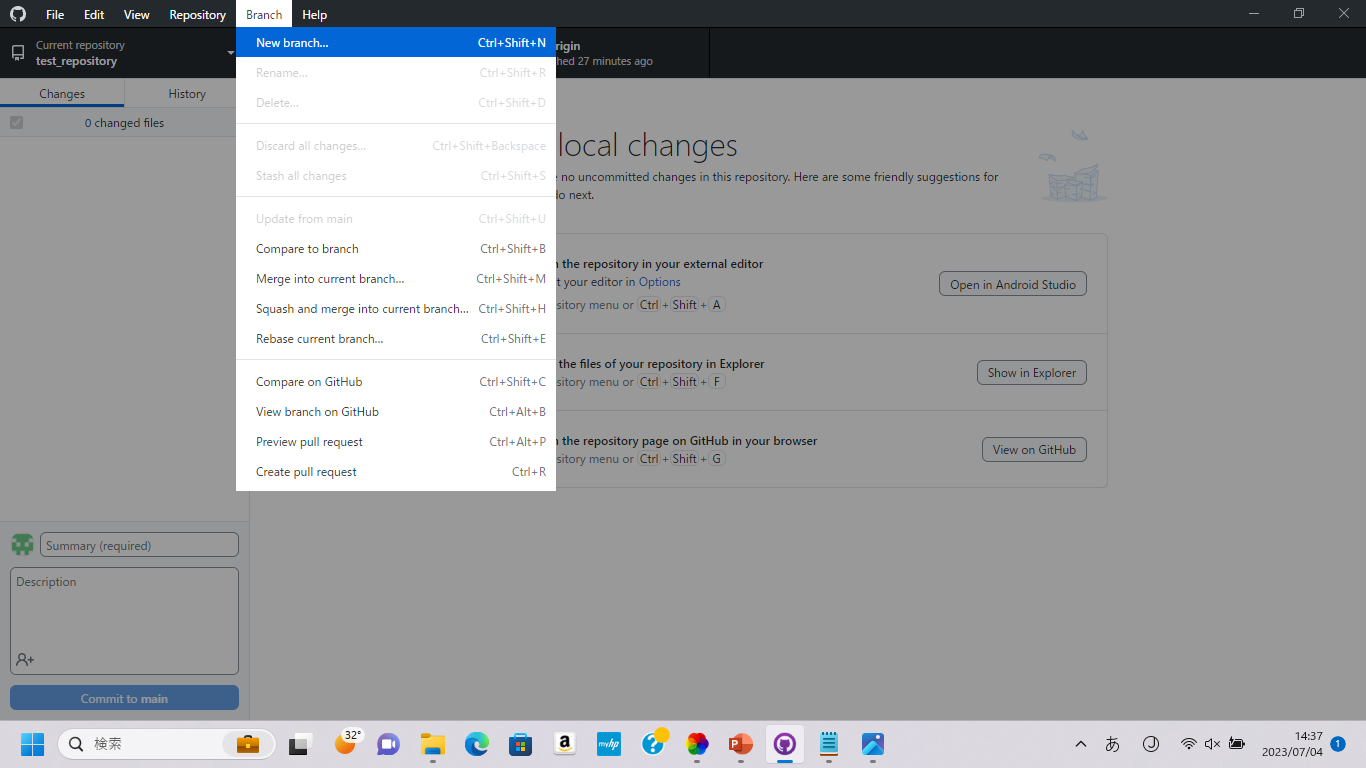 File Edit View Repository Branch Help
Current repository
test_repository
rigin
hed 27 minutes ago
Changes History
0 changed files
New branch... Ctrl+Shift+N
Rename... Ctrl+Shift+R
Delete... Ctrl+Shift+D
Discard all changes... Ctrl+Shift+Backspace
Stash all changes Ctrl+Shift+S
Update from main Ctrl+Shift+U
Compare to branch Ctrl+Shift+B
Merge into current branch... Ctrl+Shift+M
Squash and merge into current branch... Ctrl+Shift+H
Rebase current branch... Ctrl+Shift+E
Compare on GitHub Ctrl+Shift+C
View branch on GitHub Ctrl+Alt+B
Preview pull request Ctrl+Alt+P
Create pull request Ctrl+R
local changes
no uncommitted changes in this repository. Here are some friendly suggestions for
o next.
the repository in your external editor
your editor in Options
sitory menu or Ctrl + Shift + A
Open in Android Studio
the files of your repository in Explorer
sitory menu or Ctrl + Shift + F
Show in Explorer
the repository page on GitHub in your browser
sitory menu or Ctrl + Shift + G
View on GitHub
Summary (required)
Description
Commit to main
検索
32°
a
myhp
?
P
あ
J
14:37
2023/07/04
1